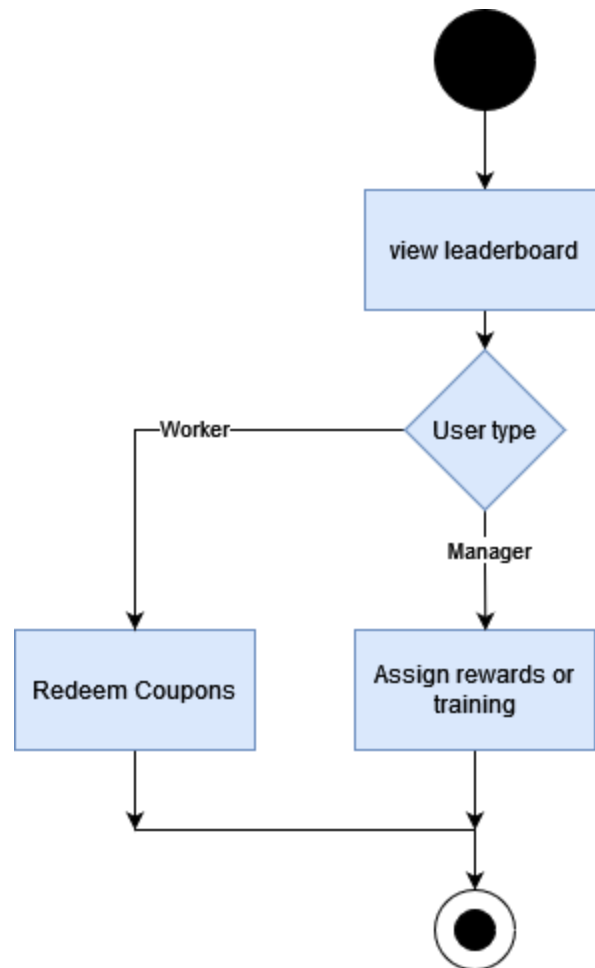 view leaderboard
User type
Worker
Manager
Redeem Coupons
Assign rewards or
training